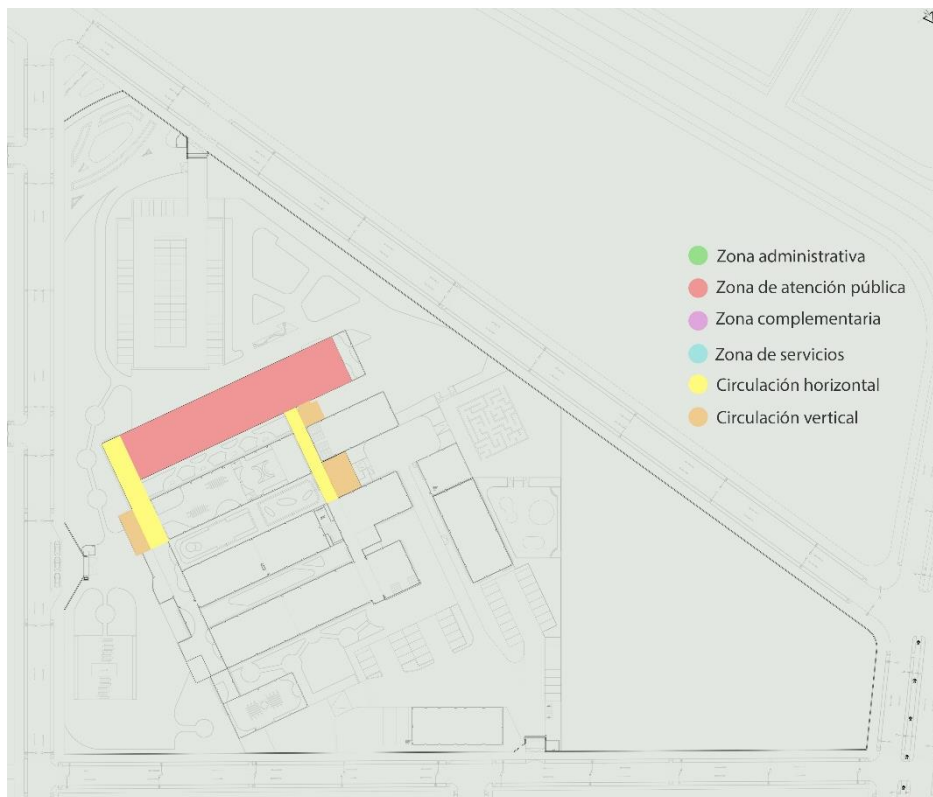 Zona administrativa
Zona de atención pública
Zona complementaria
Zona de servicios
Circulación horizontal
Circulación vertical